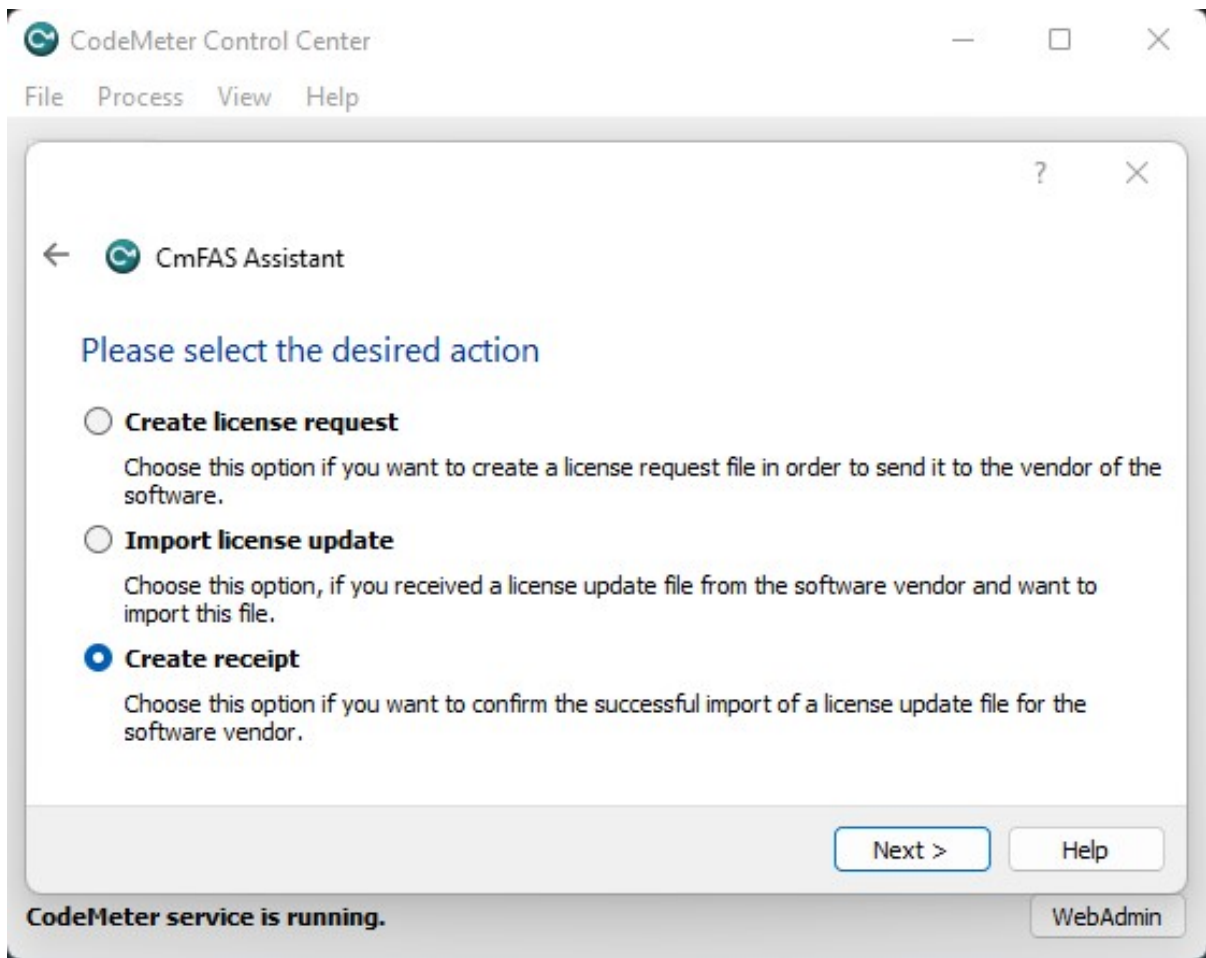 CodeMeter Control Center
File Process View Help
?
CmFAS Assistant
Please select the desired action
Create license request
Choose this option if you want to create a license request file in order to send it to the vendor of the
software.
Import license update
Choose this option, if you received a license update file from the software vendor and want to
import this file.
Create receipt
Choose this option if you want to confirm the successful import of a license update file for the
software vendor.
Next > Help
CodeMeter service is running. WebAdmin